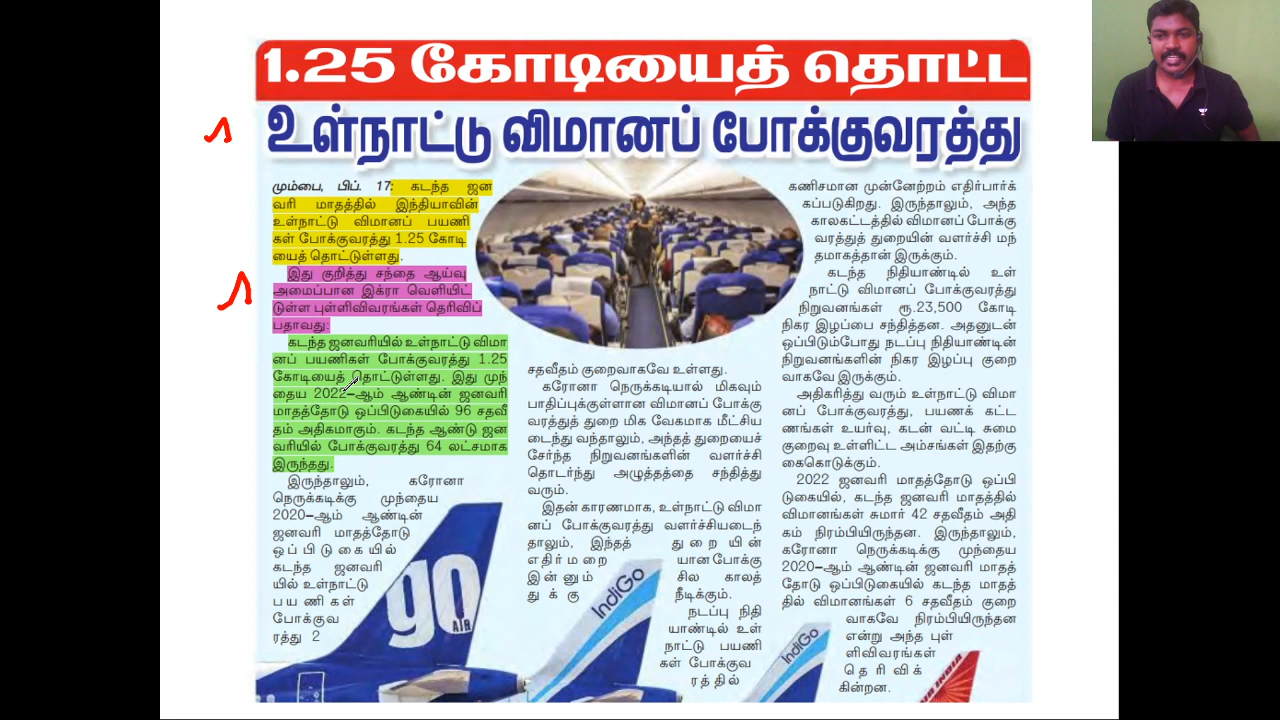 1.25 கோடியைத் தொட்ட
உள்நாட்டு விமானப் போக்குவரத்து
மும்பை, பிப். 17: கடந்த ஜன
வரி மாதத்தில் இந்தியாவின்
உள்நாட்டு விமானப் பயணி
கள் போக்குவரத்து 1.25 கோடி
யைத் தொட்டுள்ளது.
இது குறித்து சந்தை ஆய்வு
அமைப்பான இக்ரா வெளியிட்
டுள்ள புள்ளிவிவரங்கள் தெரிவிப்
பதாவது:
கடந்த ஜனவரியில் உள்நாட்டு விமா
னப் பயணிகள் போக்குவரத்து 1.25
கோடியைத் தொட்டுள்ளது. இது முந்
தைய 2022-ஆம் ஆண்டின் ஜனவரி
மாதத்தோடு ஒப்பிடுகையில் 96 சதவீ
தம் அதிகமாகும். கடந்த ஆண்டு ஜன
வரியில் போக்குவரத்து 64 லட்சமாக
இருந்தது.
இருந்தாலும், கரோனா
நெருக்கடிக்கு முந்தைய
2020-ஆம் ஆண்டின்
ஜனவரி மாதத்தோடு
ஒப்பிடுகையில்
கடந்த ஜனவரி
யில் உள்நாட்டு
பயணிகள்
போக்குவ
ரத்து 2
சதவீதம் குறைவாகவே உள்ளது.
கரோனா நெருக்கடியால் மிகவும்
பாதிப்புக்குள்ளான விமானப் போக்கு
வரத்துத் துறை மிக வேகமாக மீட்சிய
டைந்து வந்தாலும், அந்தத் துறையைச்
சேர்ந்த நிறுவனங்களின் வளர்ச்சி
தொடர்ந்து அழுத்தத்தை சந்தித்து
வரும்.
இதன் காரணமாக, உள்நாட்டு விமா
னப் போக்குவரத்து வளர்ச்சியடைந்
தாலும், இந்தத் துறையின்
எதிர்மறை யானபோக்கு
இன்னும் சில காலத்
துக்கு நீடிக்கும்.
நடப்பு நிதி
யாண்டில் உள்
நாட்டு பயணி
கள் போக்குவ
ரத்தில்
கணிசமான முன்னேற்றம் எதிர்பார்க்
கப்படுகிறது. இருந்தாலும், அந்த
காலகட்டத்தில் விமானப் போக்கு
வரத்துத் துறையின் வளர்ச்சி மந்
தமாகத்தான் இருக்கும்.
கடந்த நிதியாண்டில் உள்
நாட்டு விமானப் போக்குவரத்து
நிறுவனங்கள் ரூ.23,500 கோடி
நிகர இழப்பை சந்தித்தன. அதனுடன்
ஒப்பிடும்போது நடப்பு நிதியாண்டின்
நிறுவனங்களின் நிகர இழப்பு குறை
வாகவே இருக்கும்.
அதிகரித்து வரும் உள்நாட்டு விமா
னப் போக்குவரத்து, பயணக் கட்ட
ணங்கள் உயர்வு, கடன் வட்டி சுமை
குறைவு உள்ளிட்ட அம்சங்கள் இதற்கு
கைகொடுக்கும்.
2022 ஜனவரி மாதத்தோடு ஒப்பி
டுகையில், கடந்த ஜனவரி மாதத்தில்
விமானங்கள் சுமார் 42 சதவீதம் அதி
கம் நிரம்பியிருந்தன. இருந்தாலும்,
கரோனா நெருக்கடிக்கு முந்தைய
2020-ஆம் ஆண்டின் ஜனவரி மாதத்
தோடு ஒப்பிடுகையில் கடந்த மாதத்
தில் விமானங்கள் 6 சதவீதம் குறை
வாகவே நிரம்பியிருந்தன
என்று அந்த புள்
ளிவிவரங்கள்
தெரிவிக்
கின்றன.
go
AIR
IndiGo
IndiGo
AIR INDIA